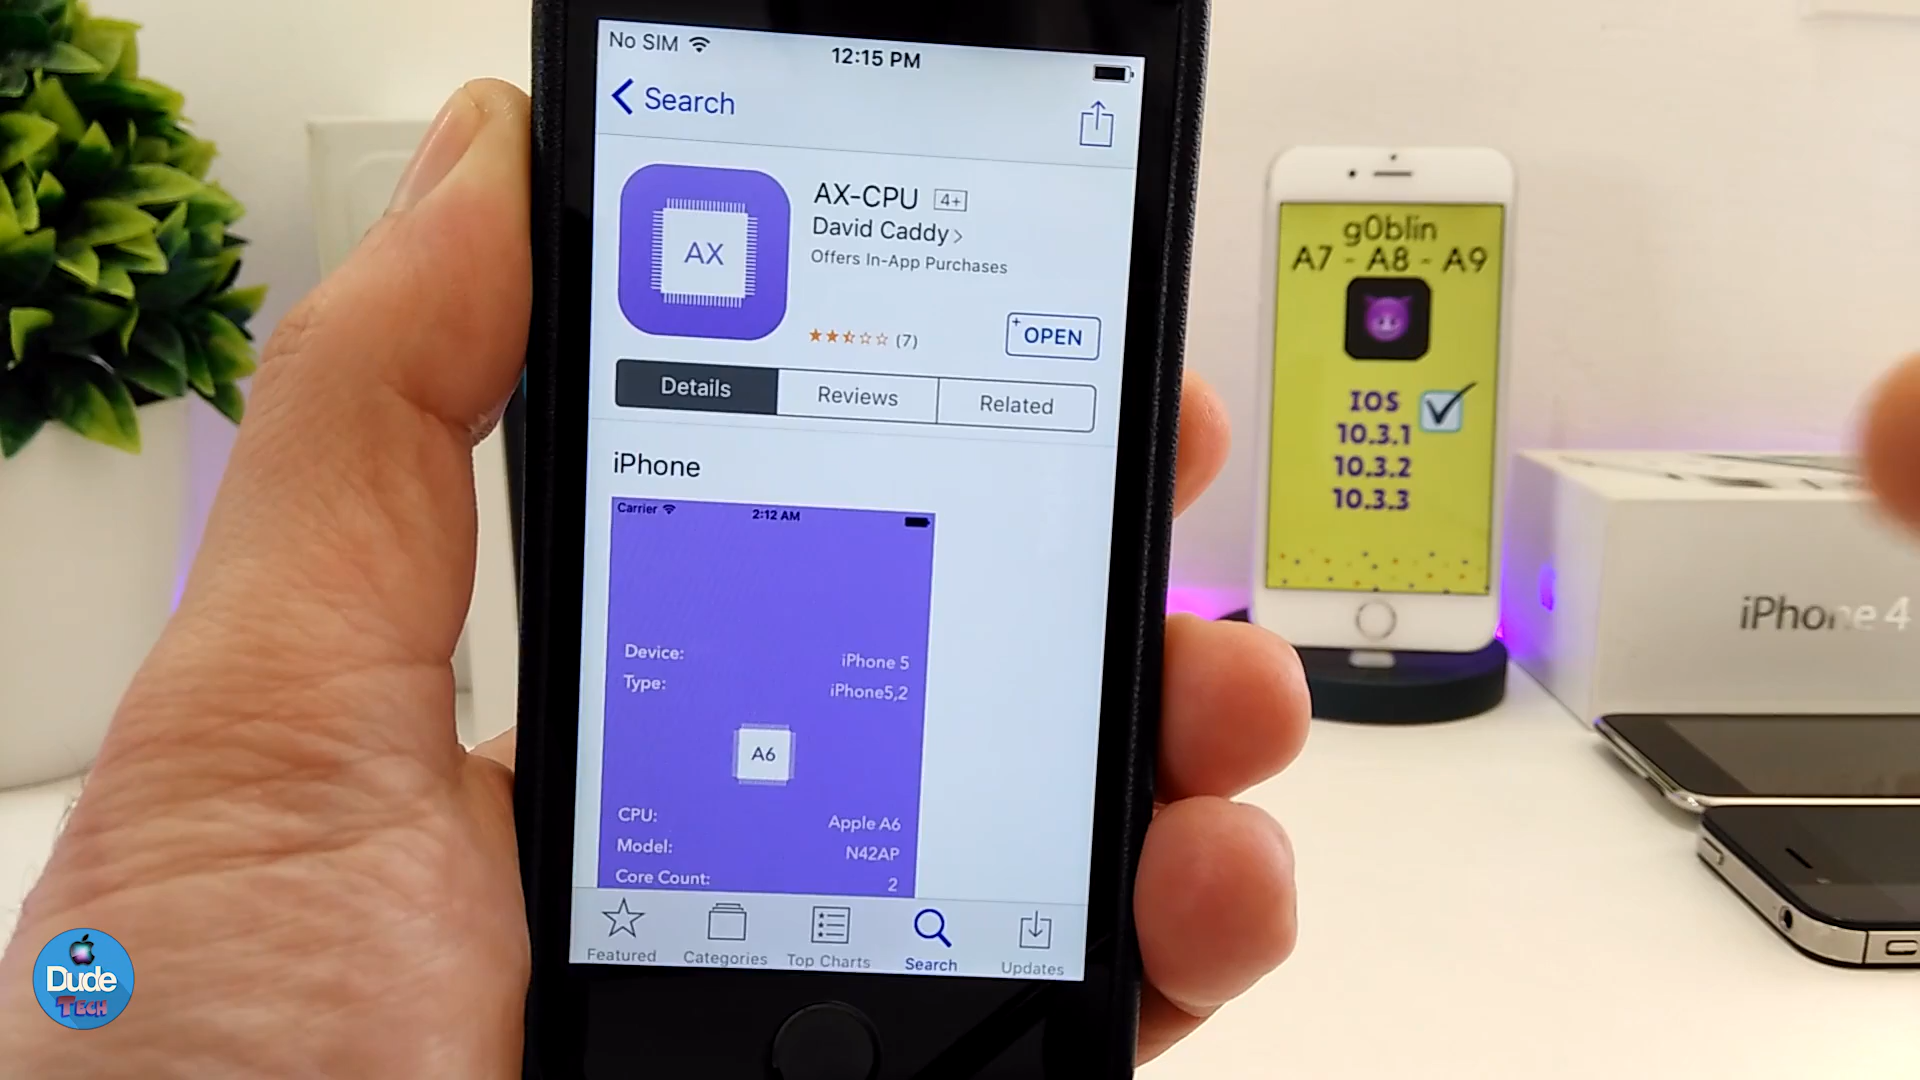 No SIM
12:15 PM
Search
AX
AX-CPU 4+
David Caddy
Offers In-App Purchases
(7)
+OPEN
Details
Reviews
Related
iPhone
Carrier
2:12 AM
Device:
iPhone 5
Type:
iPhone5,2
A6
CPU:
Apple A6
Model:
N42AP
Core Count:
2
Featured
Categories
Top Charts
Search
Updates
g0blin
A7 - A8 - A9
IOS
10.3.1
10.3.2
10.3.3
iPhone 4
Dude
TECH